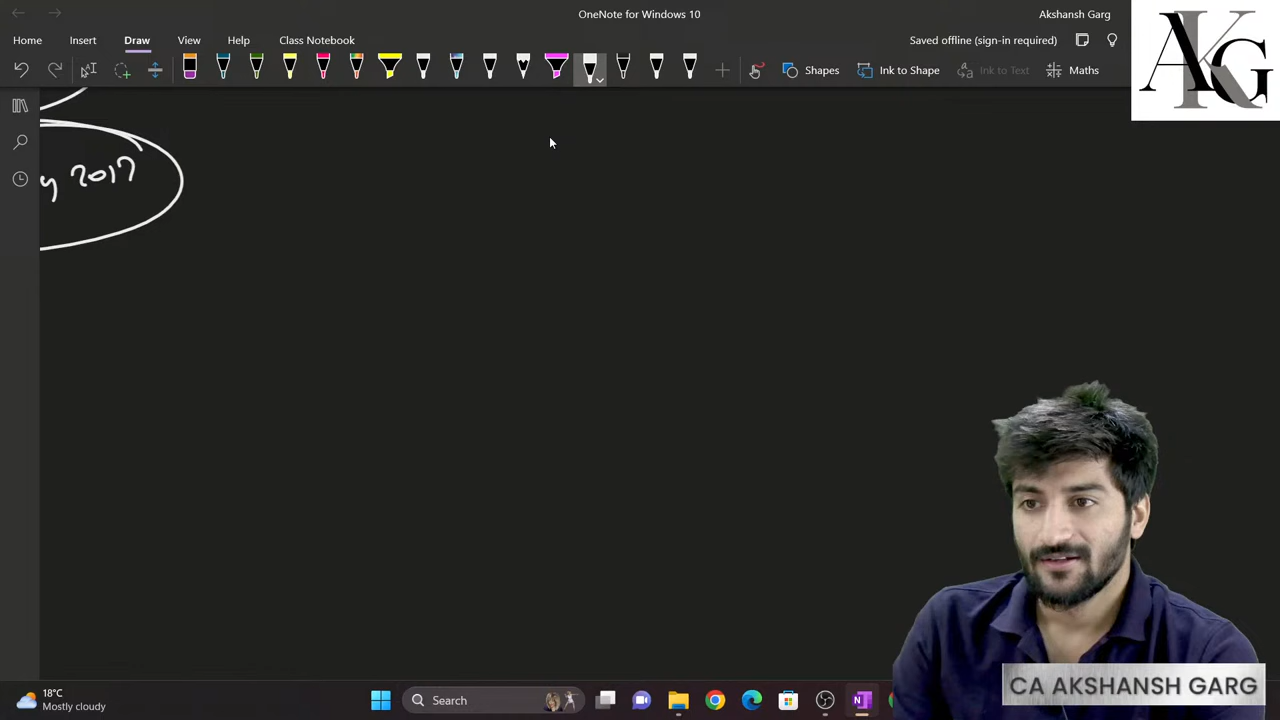 OneNote for Windows 10
Akshansh Garg
Home Insert Draw View Help Class Notebook
Saved offline (sign-in required)
Shapes Ink to Shape Ink to Text Maths
AKG
y 2017
CA AKSHANSH GARG
18°C
Mostly cloudy
Search